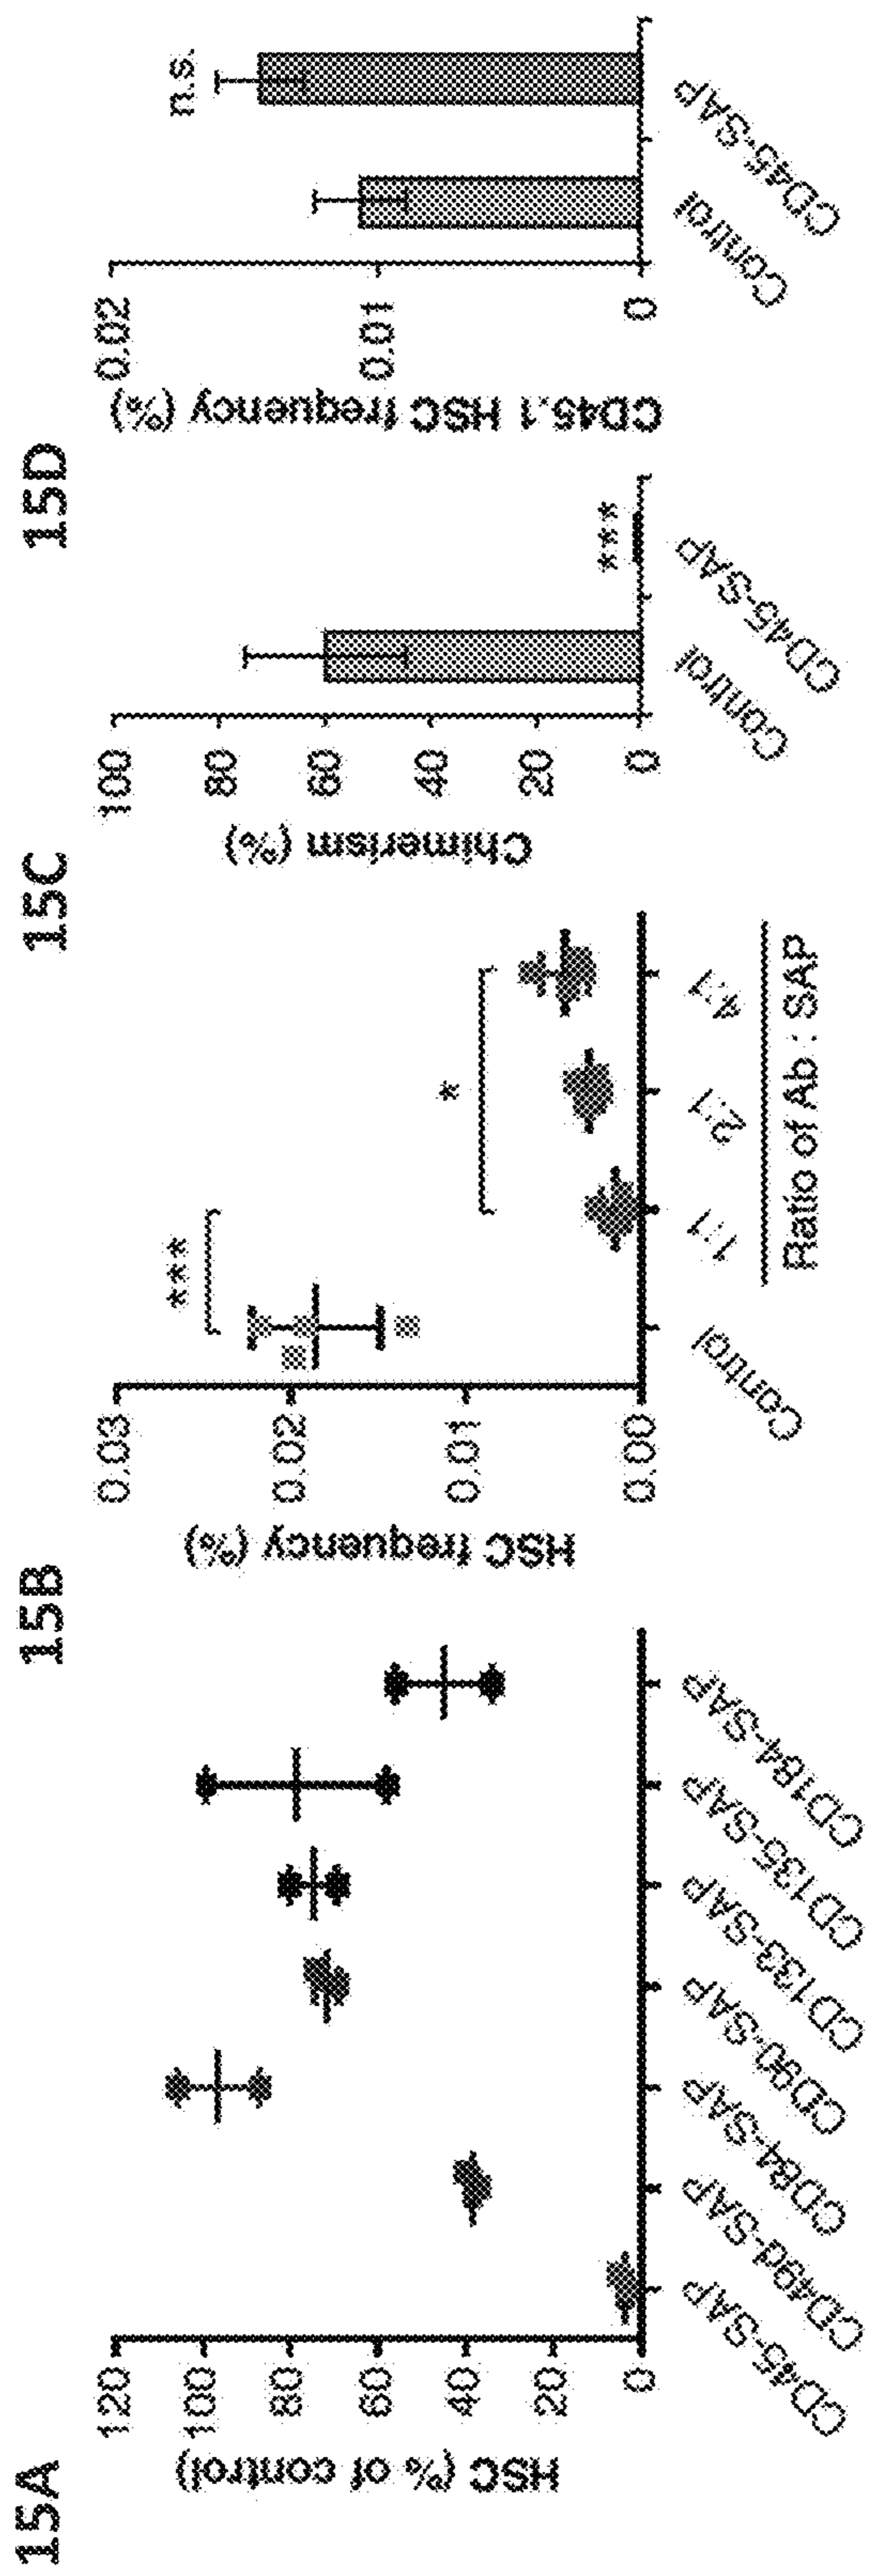 15A
HSC (% of control)
120
100
80
60
40
20
0
CD45-SAP
CD49d-SAP
CD84-SAP
CD90-SAP
CD133-SAP
CD135-SAP
CD184-SAP
15B
HSC frequency (%)
0.03
0.02
0.01
0.00
***
*
Control
1:1
2:1
4:1
Ratio of Ab : SAP
15C
Chimerism (%)
100
80
60
40
20
0
***
Control
CD45-SAP
15D
CD45.1 HSC frequency (%)
0.02
0.01
0
n.s.
Control
CD45-SAP